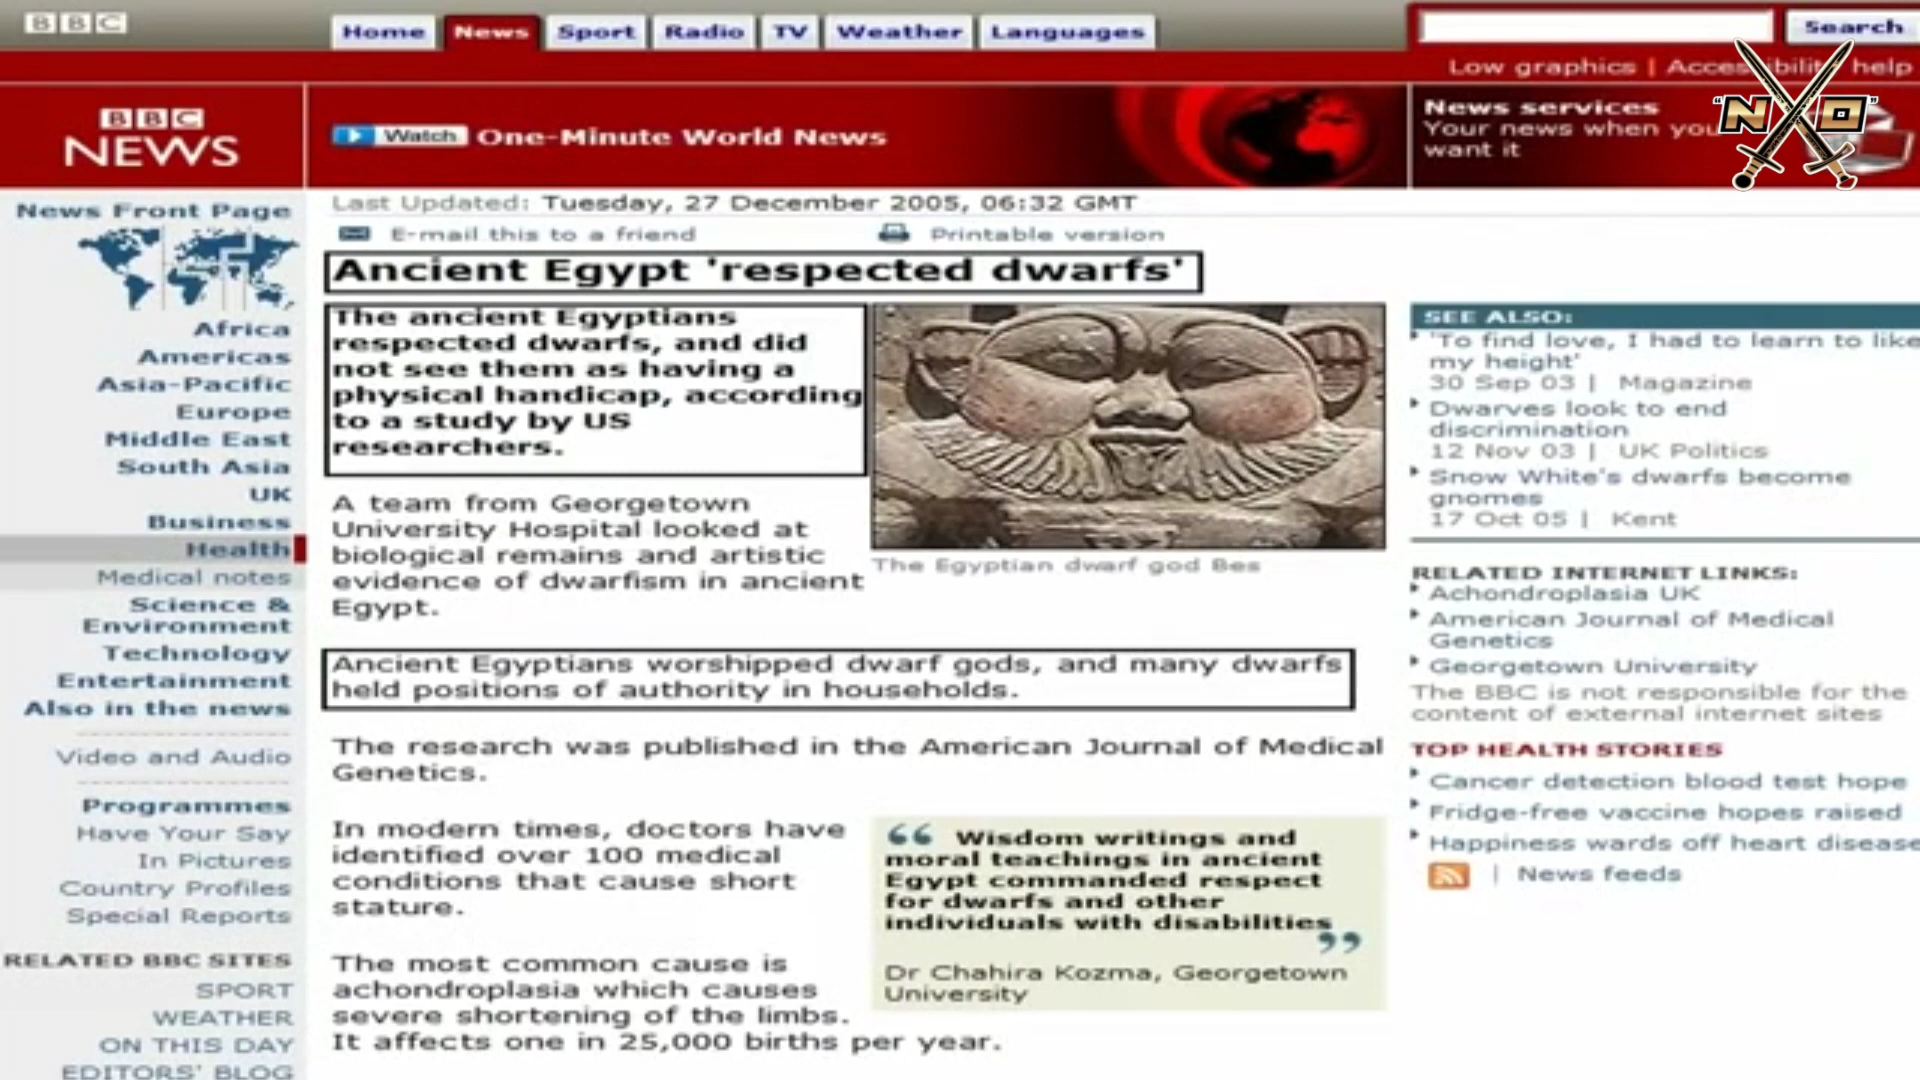 BBC
Home
News
Sport
Radio
TV
Weather
Languages
Search
Low graphics | Accessibility help
BBC
NEWS
Watch One-Minute World News
News services
Your news when you
want it
"NXO"
News Front Page
Africa
Americas
Asia-Pacific
Europe
Middle East
South Asia
UK
Business
Health
Medical notes
Science &
Environment
Technology
Entertainment
Also in the news
Video and Audio
Programmes
Have Your Say
In Pictures
Country Profiles
Special Reports
RELATED BBC SITES
SPORT
WEATHER
ON THIS DAY
EDITORS' BLOG
Last Updated: Tuesday, 27 December 2005, 06:32 GMT
E-mail this to a friend
Printable version
Ancient Egypt 'respected dwarfs'
The ancient Egyptians
respected dwarfs, and did
not see them as having a
physical handicap, according
to a study by US
researchers.
The Egyptian dwarf god Bes
A team from Georgetown
University Hospital looked at
biological remains and artistic
evidence of dwarfism in ancient
Egypt.
Ancient Egyptians worshipped dwarf gods, and many dwarfs
held positions of authority in households.
The research was published in the American Journal of Medical
Genetics.
In modern times, doctors have
identified over 100 medical
conditions that cause short
stature.
The most common cause is
achondroplasia which causes
severe shortening of the limbs.
It affects one in 25,000 births per year.
“ Wisdom writings and
moral teachings in ancient
Egypt commanded respect
for dwarfs and other
individuals with disabilities
”
Dr Chahira Kozma, Georgetown
University
SEE ALSO:
'To find love, I had to learn to like
my height'
30 Sep 03 | Magazine
Dwarves look to end
discrimination
12 Nov 03 | UK Politics
Snow White's dwarfs become
gnomes
17 Oct 05 | Kent
RELATED INTERNET LINKS:
Achondroplasia UK
American Journal of Medical
Genetics
Georgetown University
The BBC is not responsible for the
content of external internet sites
TOP HEALTH STORIES
Cancer detection blood test hope
Fridge-free vaccine hopes raised
Happiness wards off heart disease
| News feeds